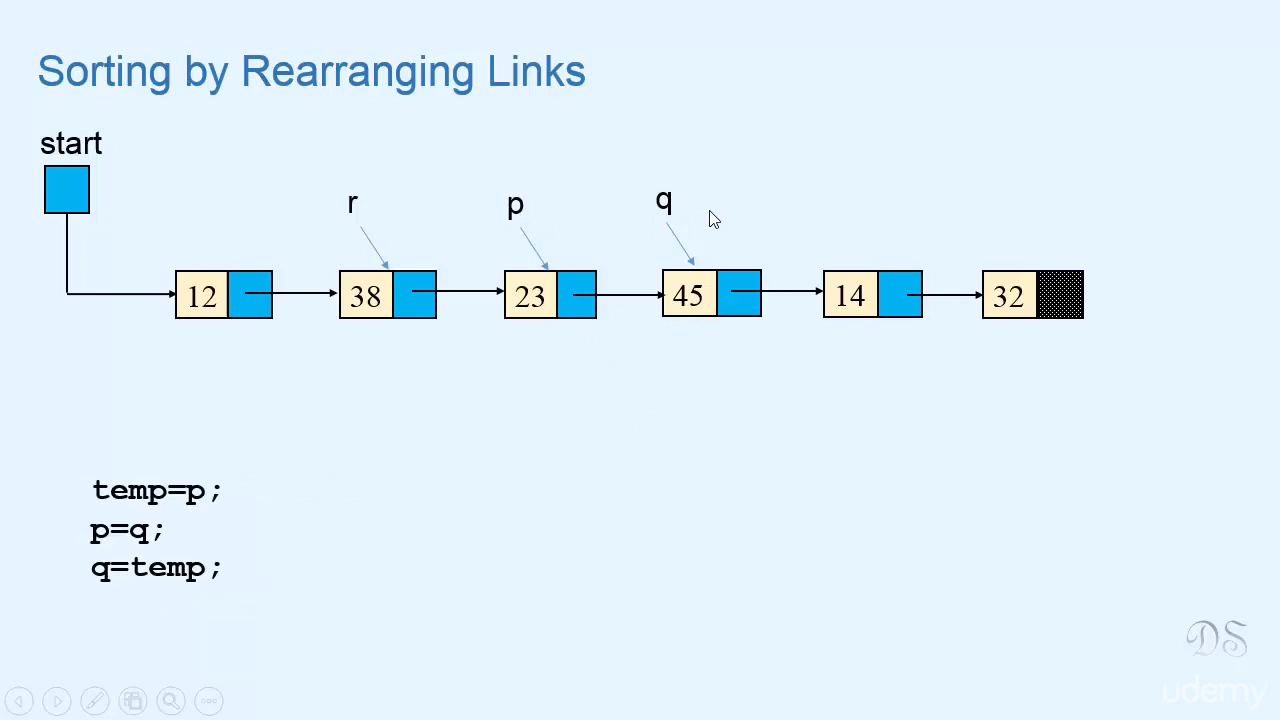 Sorting by Rearranging Links
start
r p q
12 38 23 45 14 32
temp=p;
p=q;
q=temp;
DS
udemy